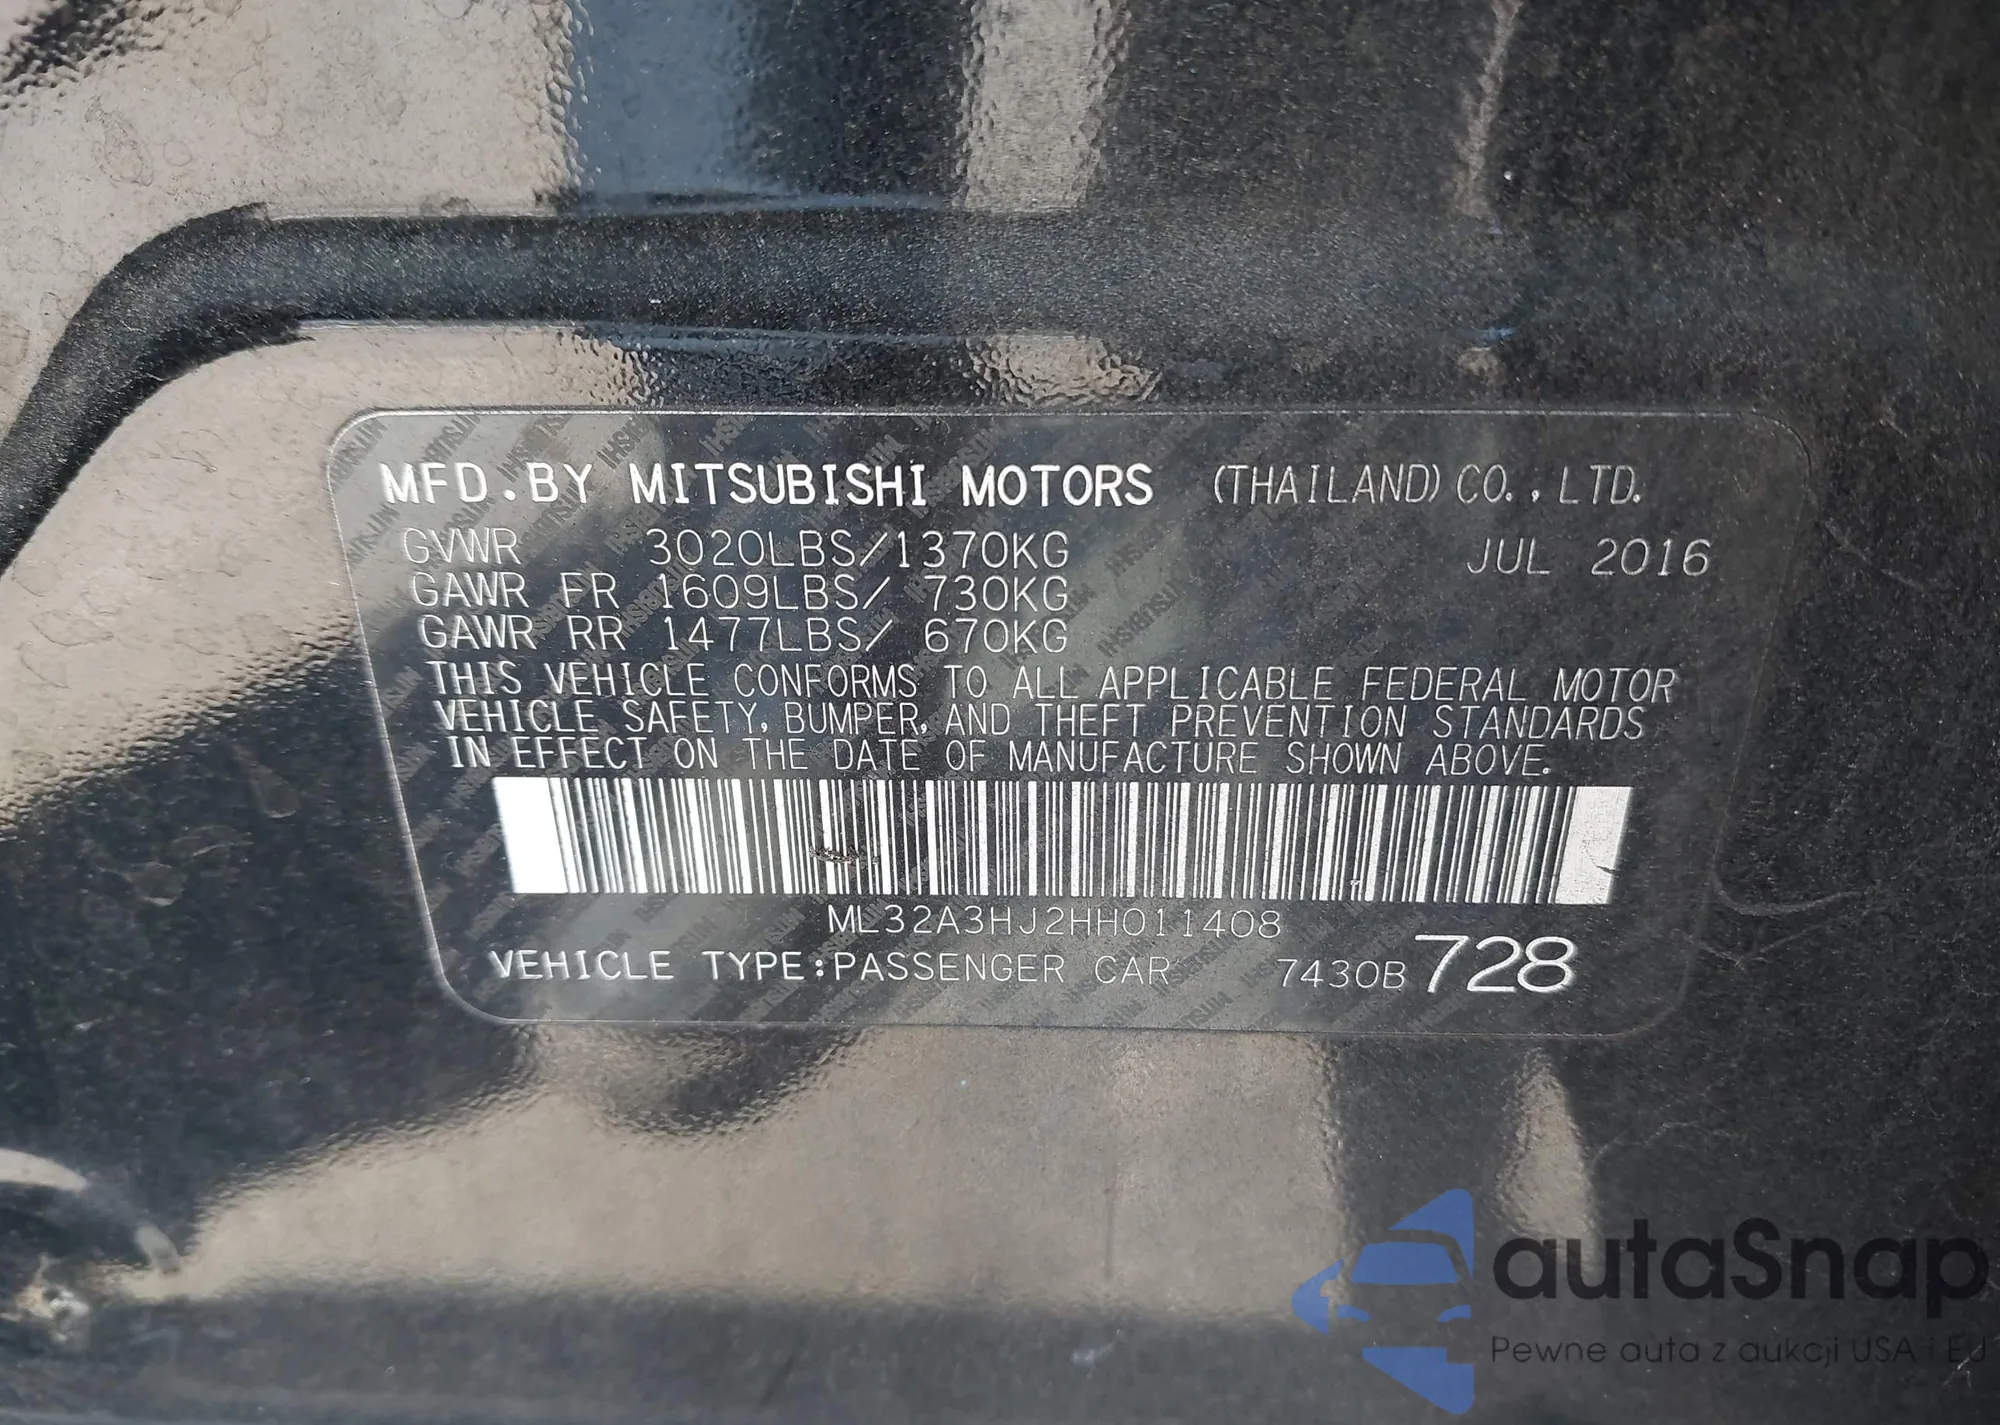 MFD.BY MITSUBISHI MOTORS (THAILAND) CO.,LTD.
GVWR 3020LBS/1370KG JUL 2016
GAWR FR 1609LBS/ 730KG
GAWR RR 1477LBS/ 670KG
THIS VEHICLE CONFORMS TO ALL APPLICABLE FEDERAL MOTOR
VEHICLE SAFETY, BUMPER, AND THEFT PREVENTION STANDARDS
IN EFFECT ON THE DATE OF MANUFACTURE SHOWN ABOVE.
ML32A3HJ2HH011408
VEHICLE TYPE:PASSENGER CAR 7430B 728
autaSnap
Pewne auta z aukcji USA i EU